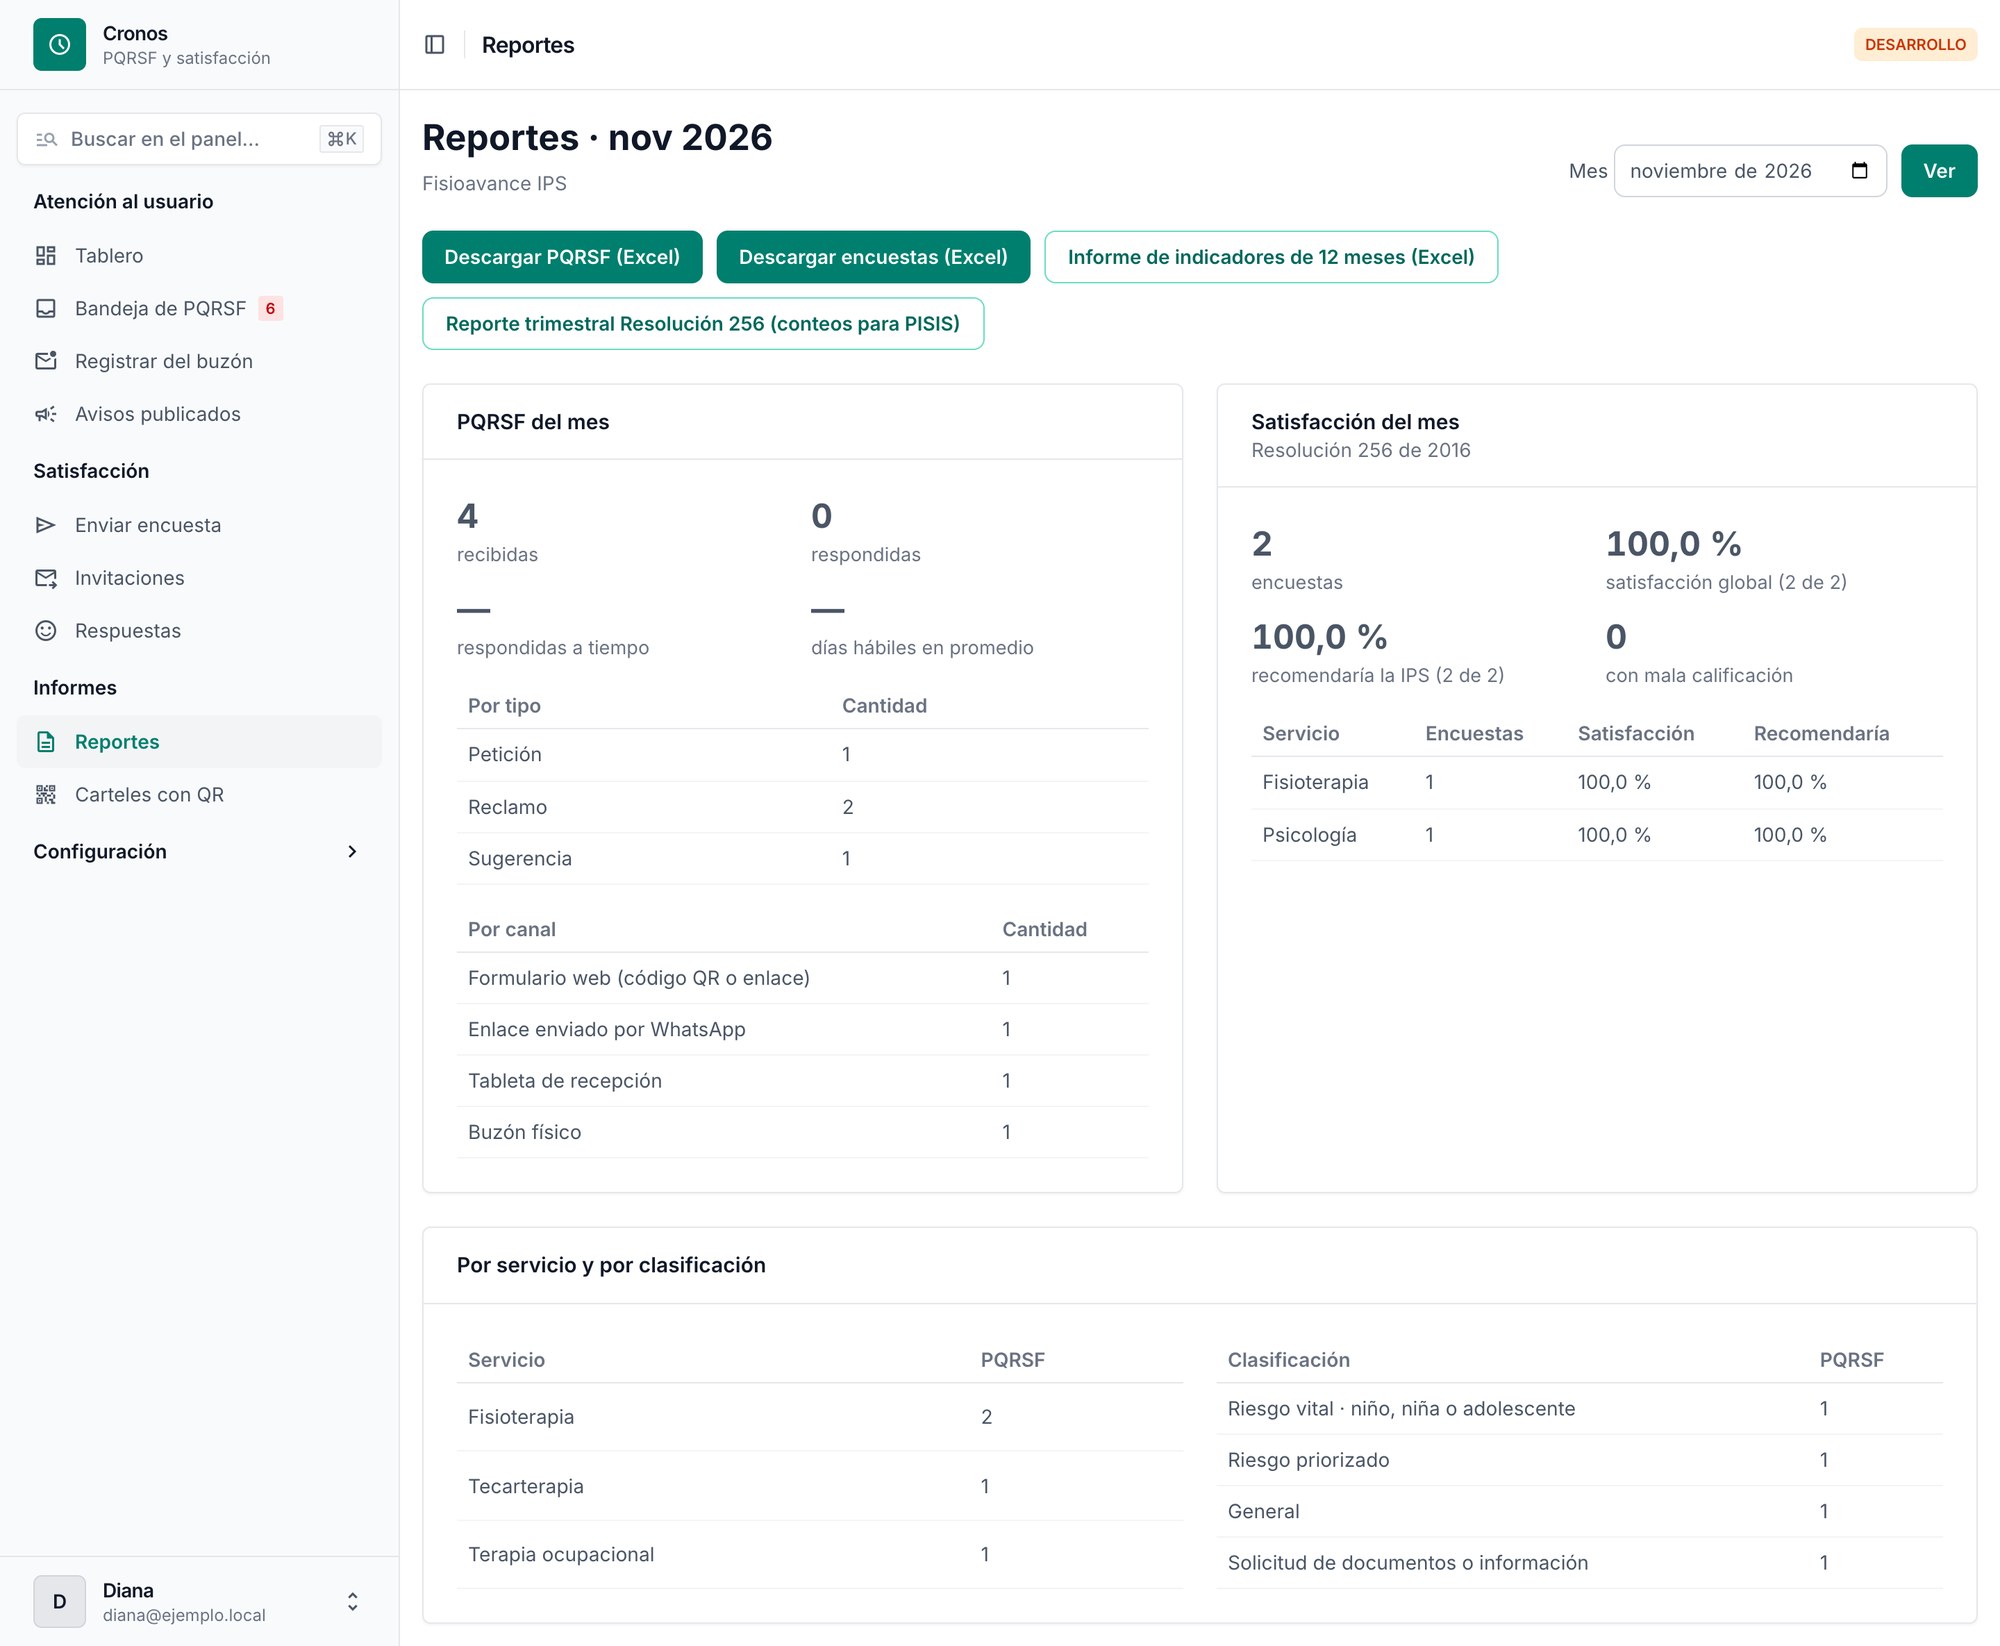 Cronos
PQRSF y satisfacción
Buscar en el panel... ⌘K
Atención al usuario
Tablero
Bandeja de PQRSF 6
Registrar del buzón
Avisos publicados
Satisfacción
Enviar encuesta
Invitaciones
Respuestas
Informes
Reportes
Carteles con QR
Configuración
D
Diana
diana@ejemplo.local
Reportes
DESARROLLO
Reportes · nov 2026
Fisioavance IPS
Mes noviembre de 2026 Ver
Descargar PQRSF (Excel) Descargar encuestas (Excel) Informe de indicadores de 12 meses (Excel)
Reporte trimestral Resolución 256 (conteos para PISIS)
PQRSF del mes
4 0
recibidas respondidas
— —
respondidas a tiempo días hábiles en promedio
Por tipo Cantidad
Petición 1
Reclamo 2
Sugerencia 1
Por canal Cantidad
Formulario web (código QR o enlace) 1
Enlace enviado por WhatsApp 1
Tableta de recepción 1
Buzón físico 1
Satisfacción del mes
Resolución 256 de 2016
2 100,0 %
encuestas satisfacción global (2 de 2)
100,0 % 0
recomendaría la IPS (2 de 2) con mala calificación
Servicio Encuestas Satisfacción Recomendaría
Fisioterapia 1 100,0 % 100,0 %
Psicología 1 100,0 % 100,0 %
Por servicio y por clasificación
Servicio PQRSF
Fisioterapia 2
Tecarterapia 1
Terapia ocupacional 1
Clasificación PQRSF
Riesgo vital · niño, niña o adolescente 1
Riesgo priorizado 1
General 1
Solicitud de documentos o información 1